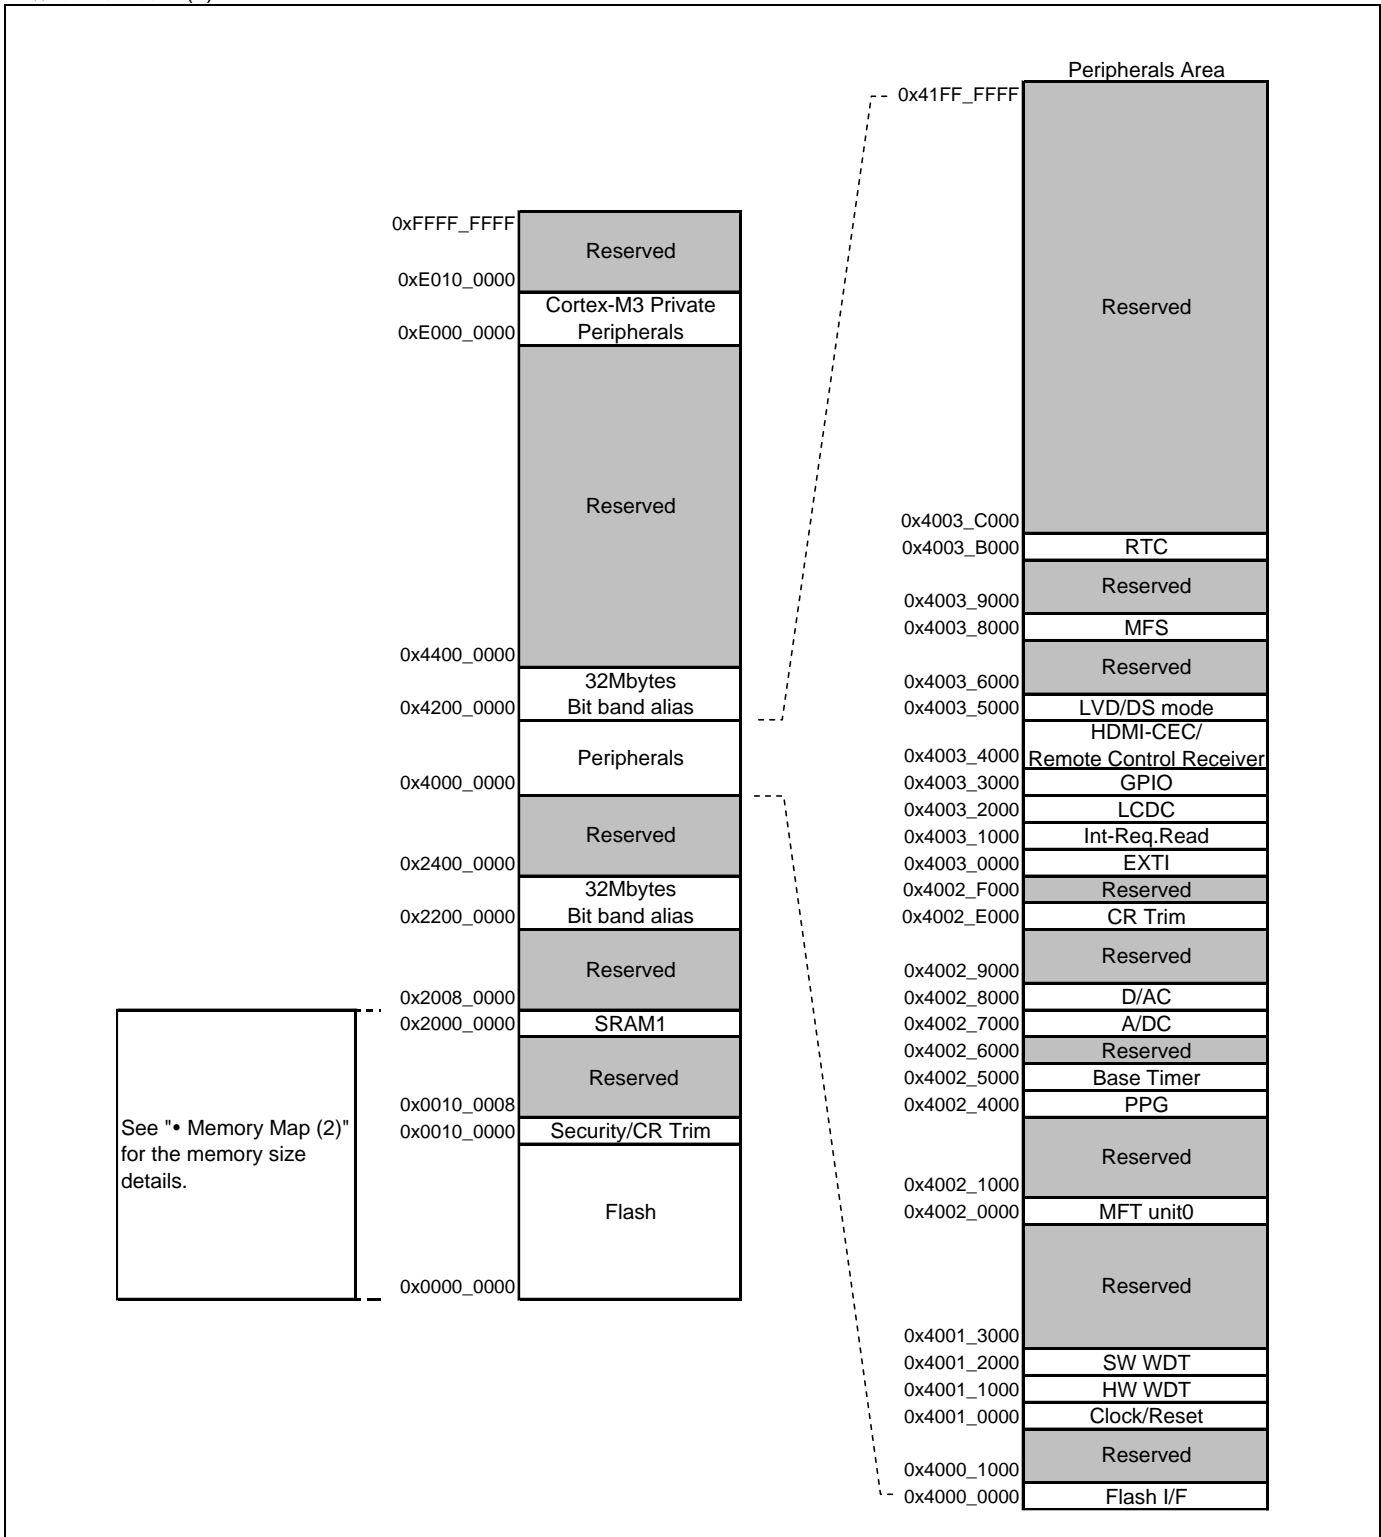 Peripherals Area
0x41FF_FFFF
Reserved
0x4003_C000
0x4003_B000 RTC
Reserved
0x4003_9000
0x4003_8000 MFS
Reserved
0x4003_6000
0x4003_5000 LVD/DS mode
HDMI-CEC/
0x4003_4000 Remote Control Receiver
0x4003_3000 GPIO
0x4003_2000 LCDC
0x4003_1000 Int-Req.Read
0x4003_0000 EXTI
0x4002_F000 Reserved
0x4002_E000 CR Trim
Reserved
0x4002_9000
0x4002_8000 D/AC
0x4002_7000 A/DC
0x4002_6000 Reserved
0x4002_5000 Base Timer
0x4002_4000 PPG
Reserved
0x4002_1000
0x4002_0000 MFT unit0
Reserved
0x4001_3000
0x4001_2000 SW WDT
0x4001_1000 HW WDT
0x4001_0000 Clock/Reset
Reserved
0x4000_1000
0x4000_0000 Flash I/F
0xFFFF_FFFF
Reserved
0xE010_0000
Cortex-M3 Private
0xE000_0000 Peripherals
Reserved
0x4400_0000
32Mbytes
0x4200_0000 Bit band alias
Peripherals
0x4000_0000
Reserved
0x2400_0000
32Mbytes
0x2200_0000 Bit band alias
Reserved
0x2008_0000
0x2000_0000 SRAM1
Reserved
0x0010_0008
0x0010_0000 Security/CR Trim
Flash
0x0000_0000
See "• Memory Map (2)"
for the memory size
details.